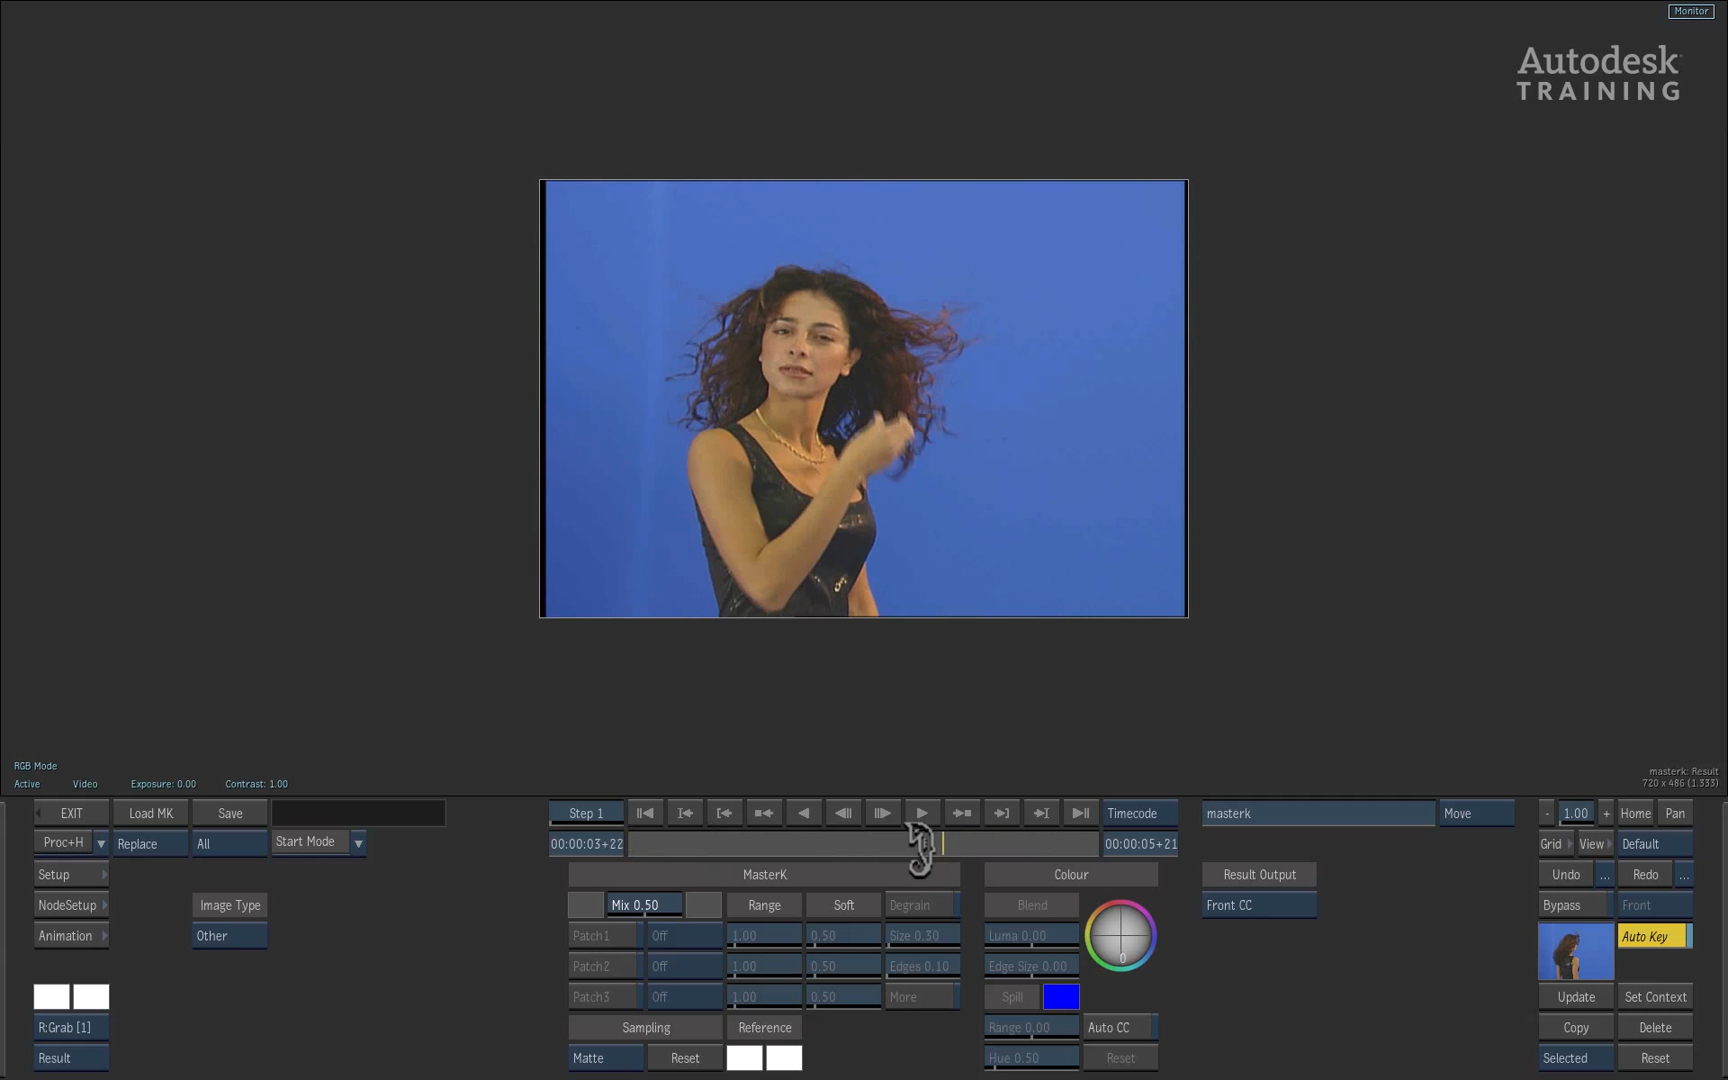 Monitor
Autodesk
TRAINING
RGB Mode
Active Video Exposure: 0.00 Contrast: 1.00
masterk: Result
720 x 486 (1.333)
EXIT Load MK Save Step 1 Timecode masterk Move - 1.00 + Home Pan
Proc+H Replace All Start Mode 00:00:03+22 00:00:05+21 Grid View Default
Setup MasterK Colour Result Output Undo ... Redo ...
NodeSetup Image Type Mix 0.50 Range Soft Degrain Blend Front CC Bypass Front
Animation Other Patch1 Off 1.00 0.50 Size 0.30 Luma 0.00 Auto Key
Patch2 Off 1.00 0.50 Edges 0.10 Edge Size 0.00 0
Patch3 Off 1.00 0.50 More Spill Update Set Context
R:Grab [1] Sampling Reference Range 0.00 Auto CC Copy Delete
Result Matte Reset Hue 0.50 Reset Selected Reset